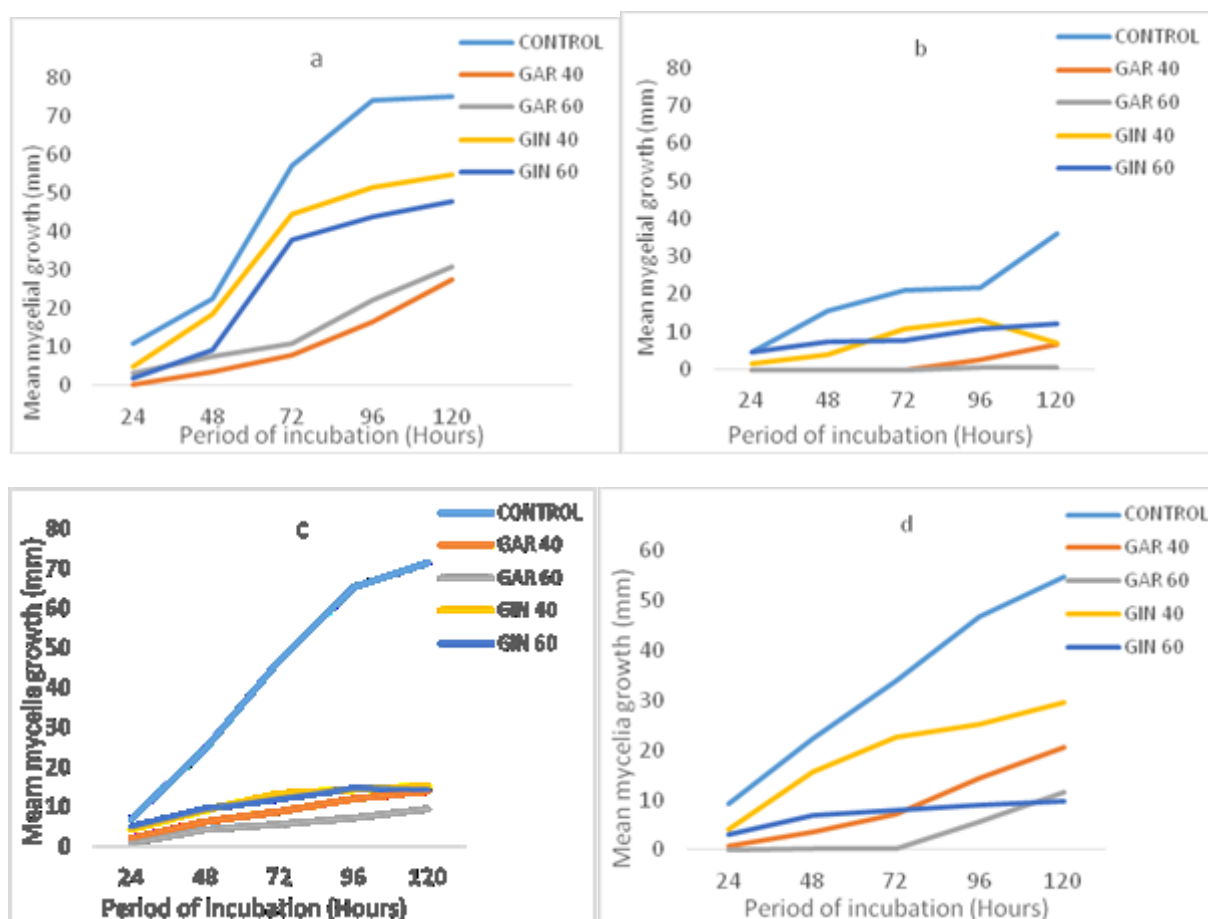 a
CONTROL
GAR 40
GAR 60
GIN 40
GIN 60
Mean mygelial growth (mm)
80
70
60
50
40
30
20
10
0
24 48 72 96 120
Period of incubation (Hours)
b
CONTROL
GAR 40
GAR 60
GIN 40
GIN 60
Mean mygelial growth (mm)
80
70
60
50
40
30
20
10
0
24 48 72 96 120
Period of incubation (Hours)
c
CONTROL
GAR 40
GAR 60
GIN 40
GIN 60
Mean mycelia growth (mm)
80
70
60
50
40
30
20
10
0
24 48 72 96 120
Period of incubation (Hours)
d
CONTROL
GAR 40
GAR 60
GIN 40
GIN 60
Mean mycelia growth (mm)
60
50
40
30
20
10
0
24 48 72 96 120
Period of incubation (Hours)